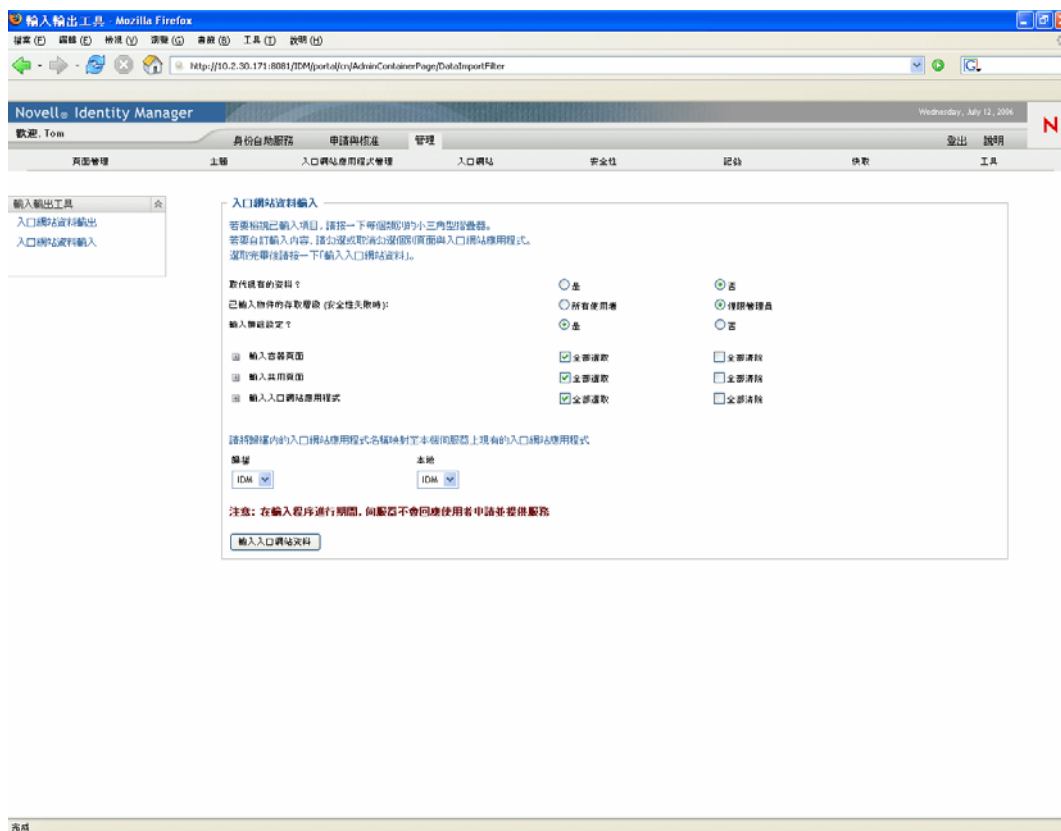 輸入輸出工具 - Mozilla Firefox
檔案(F) 編輯(E) 檢視(V) 瀏覽(G) 書籤(B) 工具(T) 說明(H)
http://10.2.30.171:8081/IDM/portal/cn/AdminContainerPage/DataImportFilter
G
Novell® Identity Manager
Wednesday, July 12, 2006
N
歡迎, Tom
身份自助服務 申請與核准 管理
登出 說明
頁面管理 主題 入口網站應用程式管理 入口網站 安全性 記錄 快取 工具
輸入輸出工具
入口網站資料輸出
入口網站資料輸入
入口網站資料輸入
若要檢視已輸入項目, 請按一下每個類別的小三角型摺疊器。
若要自訂輸入內容, 請勾選或取消勾選個別頁面與入口網站應用程式。
選取完畢後請按一下「輸入入口網站資料」。
取代現有的資料? 是 否
已輸入物件的存取層級 (安全性失敗時): 所有使用者 僅限管理員
輸入群組設定? 是 否
輸入容器頁面 全部選取 全部清除
輸入共用頁面 全部選取 全部清除
輸入入口網站應用程式 全部選取 全部清除
請將歸檔內的入口網站應用程式名稱映射至本機伺服器上現有的入口網站應用程式
歸檔 本地
IDM IDM
注意: 在輸入程序進行期間, 伺服器不會回應使用者申請並提供服務
輸入入口網站資料
完成